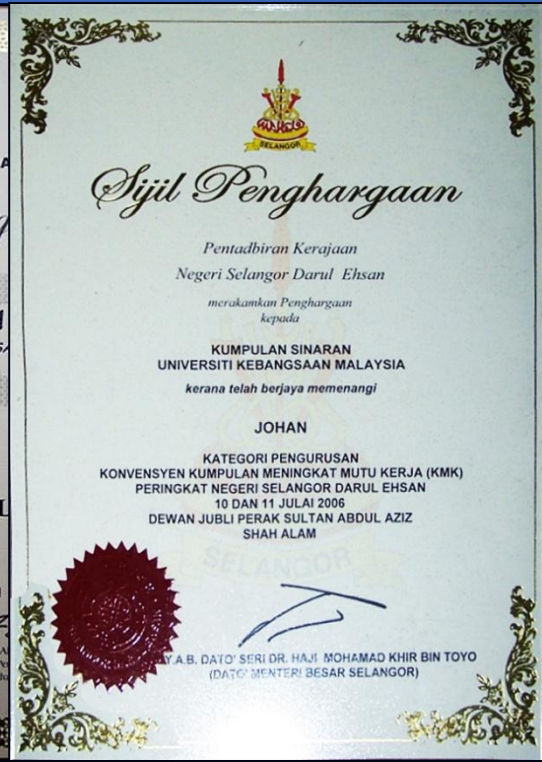 SELANGOR
Sijil Penghargaan
Pentadbiran Kerajaan
Negeri Selangor Darul Ehsan
merakamkan Penghargaan
kepada
KUMPULAN SINARAN
UNIVERSITI KEBANGSAAN MALAYSIA
kerana telah berjaya memenangi
JOHAN
KATEGORI PENGURUSAN
KONVENSYEN KUMPULAN MENINGKAT MUTU KERJA (KMK)
PERINGKAT NEGERI SELANGOR DARUL EHSAN
10 DAN 11 JULAI 2006
DEWAN JUBLI PERAK SULTAN ABDUL AZIZ
SHAH ALAM
SELANGOR
Y.A.B. DATO' SERI DR. HAJI MOHAMAD KHIR BIN TOYO
(DATO' MENTERI BESAR SELANGOR)